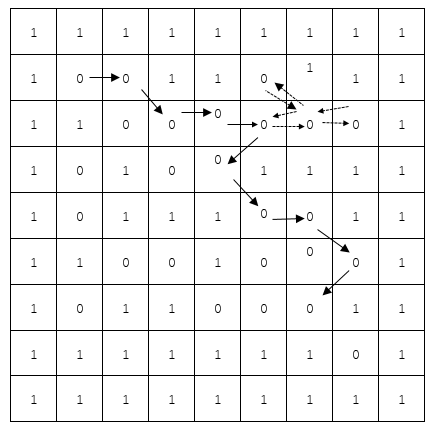 1 1 1 1 1 1 1 1 1
1 0 0 1 1 0 1 1 1
1 1 0 0 0 0 0 0 1
1 0 1 0 0 1 1 1 1
1 0 1 1 1 0 0 1 1
1 1 0 0 1 0 0 0 1
1 0 1 1 0 0 0 1 1
1 1 1 1 1 1 1 0 1
1 1 1 1 1 1 1 1 1